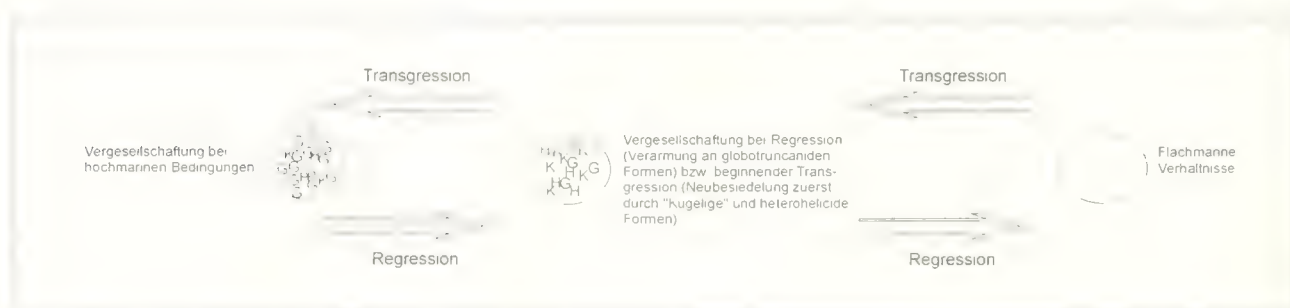 Transgression
Transgression
Vergesellschaftung bei
hochmarinen Bedingungen
K G K G
H K
K H G H
Vergesellschaftung bei Regression
(Verarmung an globotruncaniden
Formen) bzw. beginnender Trans-
gression (Neubesiedelung zuerst
durch "Kugelige" und heterohelicide
Formen)
Flachmarine
Verhältnisse
Regression
Regression